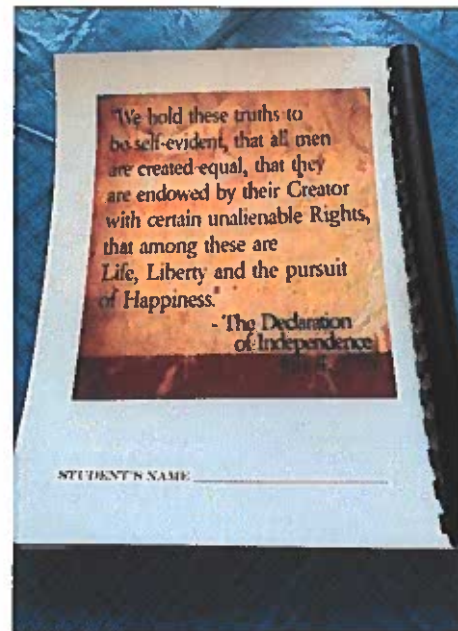 "We hold these truths to
be self-evident, that all men
are created equal, that they
are endowed by their Creator
with certain unalienable Rights,
that among these are
Life, Liberty and the pursuit
of Happiness."
- The Declaration
of Independence
STUDENT'S NAME